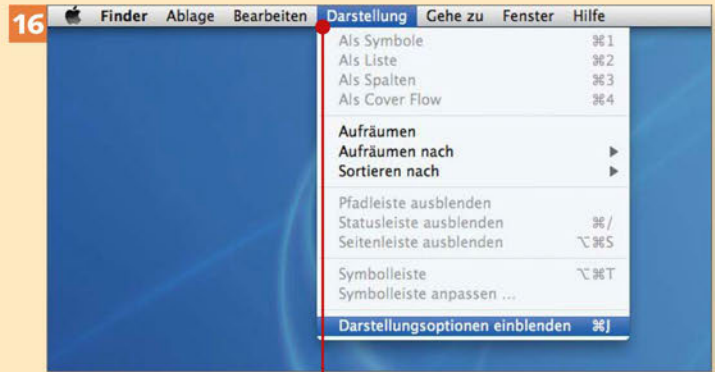 16
Finder Ablage Bearbeiten Darstellung Gehe zu Fenster Hilfe
Als Symbole ⌘1
Als Liste ⌘2
Als Spalten ⌘3
Als Cover Flow ⌘4
Aufräumen
Aufräumen nach ▶
Sortieren nach ▶
Pfadleiste ausblenden
Statusleiste ausblenden ⌘/
Seitenleiste ausblenden ⌥⌘S
Symbolleiste ⌥⌘T
Symbolleiste anpassen ...
Darstellungsoptionen einblenden ⌘J